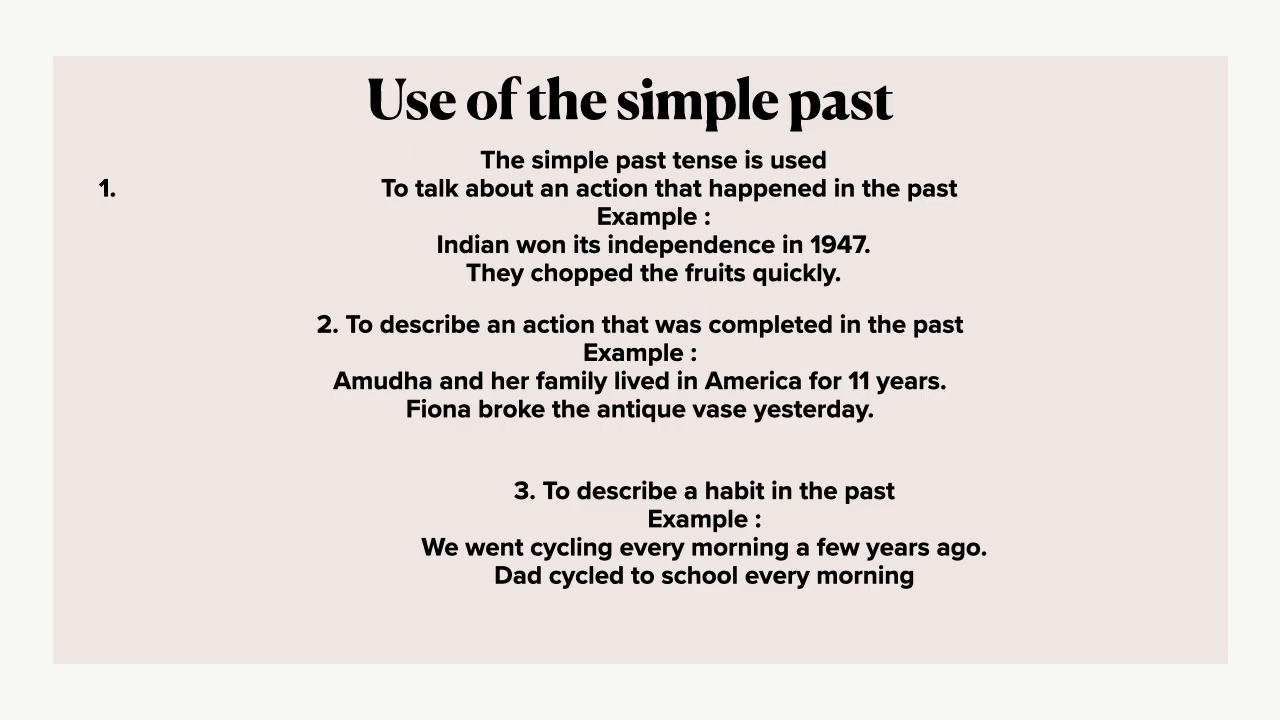 Use of the simple past
The simple past tense is used
1. To talk about an action that happened in the past
Example :
Indian won its independence in 1947.
They chopped the fruits quickly.
2. To describe an action that was completed in the past
Example :
Amudha and her family lived in America for 11 years.
Fiona broke the antique vase yesterday.
3. To describe a habit in the past
Example :
We went cycling every morning a few years ago.
Dad cycled to school every morning